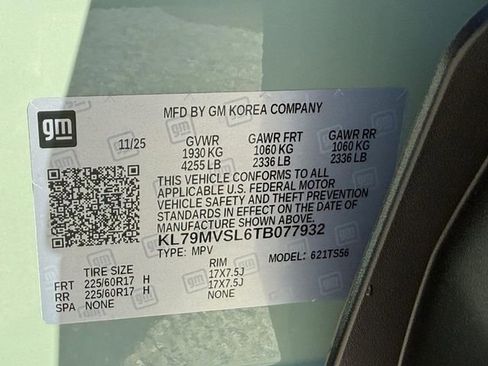 gm
MFD BY GM KOREA COMPANY
11/25 GVWR GAWR FRT GAWR RR
1930 KG 1060 KG 1060 KG
4255 LB 2336 LB 2336 LB
THIS VEHICLE CONFORMS TO ALL
APPLICABLE U.S. FEDERAL MOTOR
VEHICLE SAFETY AND THEFT PREVENTION
STANDARDS IN EFFECT ON THE DATE OF
MANUFACTURE SHOWN ABOVE.
KL79MVSL6TB077932
TYPE: MPV MODEL: 621TS56
TIRE SIZE RIM
FRT 225/60R17 H 17X7.5J
RR 225/60R17 H 17X7.5J
SPA NONE NONE